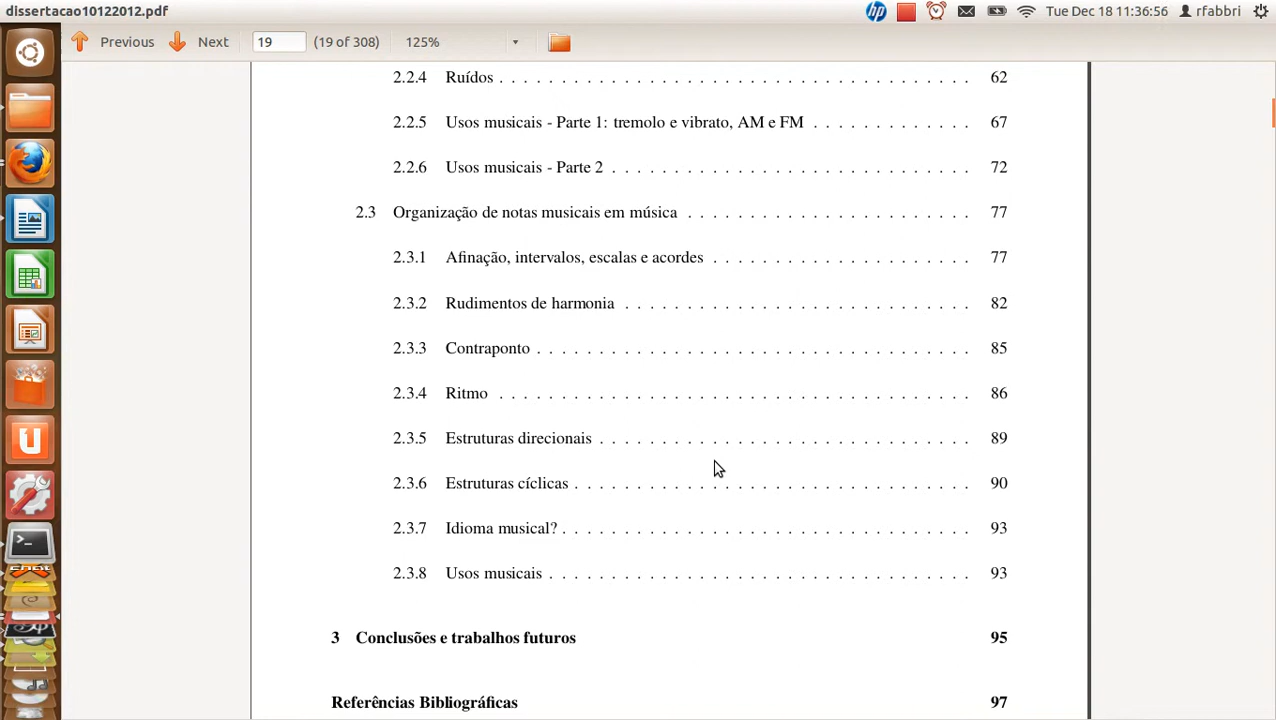 dissertacao10122012.pdf
Tue Dec 18 11:36:56 rfabbri
Previous Next 19 (19 of 308) 125%
2.2.4 Ruídos . . . . . . . . . . . . . . . . . . . . . . . . . . . . . . . . . . . . . 62
2.2.5 Usos musicais - Parte 1: tremolo e vibrato, AM e FM . . . . . . . . . . . . . 67
2.2.6 Usos musicais - Parte 2 . . . . . . . . . . . . . . . . . . . . . . . . . . . . 72
2.3 Organização de notas musicais em música . . . . . . . . . . . . . . . . . . . . . . 77
2.3.1 Afinação, intervalos, escalas e acordes . . . . . . . . . . . . . . . . . . . . . 77
2.3.2 Rudimentos de harmonia . . . . . . . . . . . . . . . . . . . . . . . . . . . 82
2.3.3 Contraponto . . . . . . . . . . . . . . . . . . . . . . . . . . . . . . . . . . 85
2.3.4 Ritmo . . . . . . . . . . . . . . . . . . . . . . . . . . . . . . . . . . . . . 86
2.3.5 Estruturas direcionais . . . . . . . . . . . . . . . . . . . . . . . . . . . . . 89
2.3.6 Estruturas cíclicas . . . . . . . . . . . . . . . . . . . . . . . . . . . . . . . 90
2.3.7 Idioma musical? . . . . . . . . . . . . . . . . . . . . . . . . . . . . . . . . 93
2.3.8 Usos musicais . . . . . . . . . . . . . . . . . . . . . . . . . . . . . . . . . 93
3 Conclusões e trabalhos futuros 95
Referências Bibliográficas 97